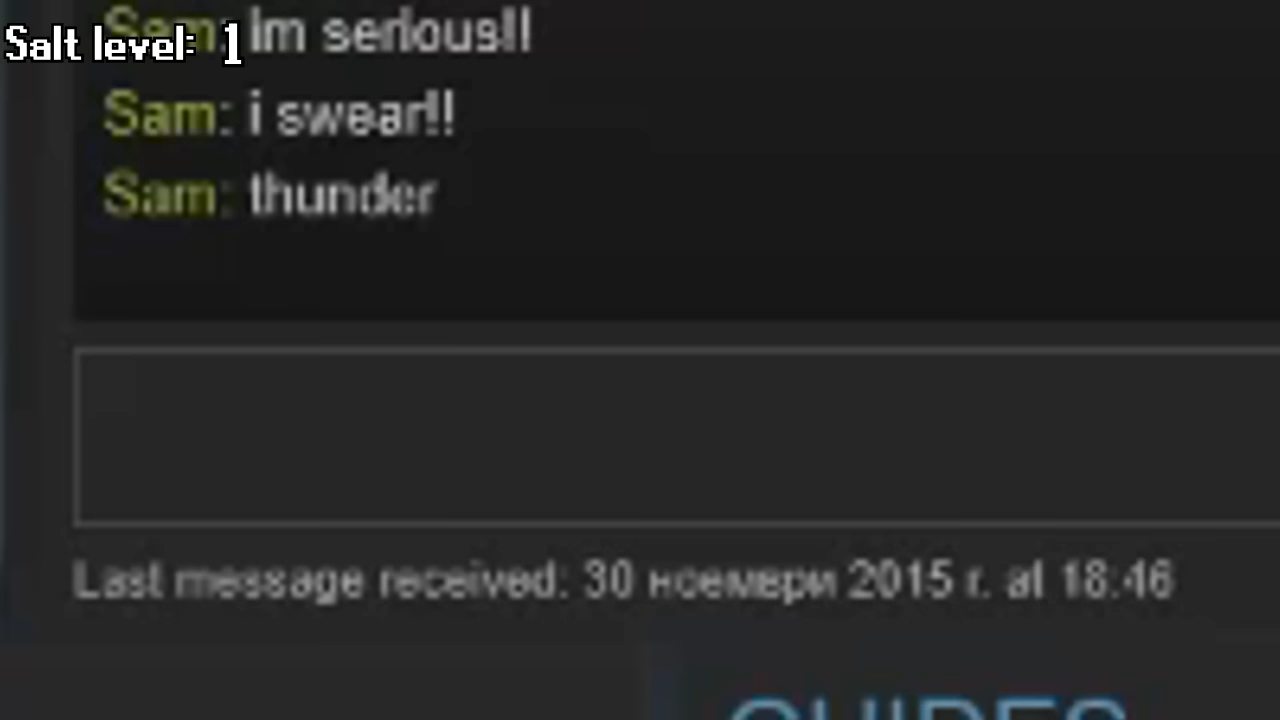 Sam: im serious!!
Salt level: 1
Sam: i swear!!
Sam: thunder
Last message received: 30 ноември 2015 г. at 18:46
GUIDES